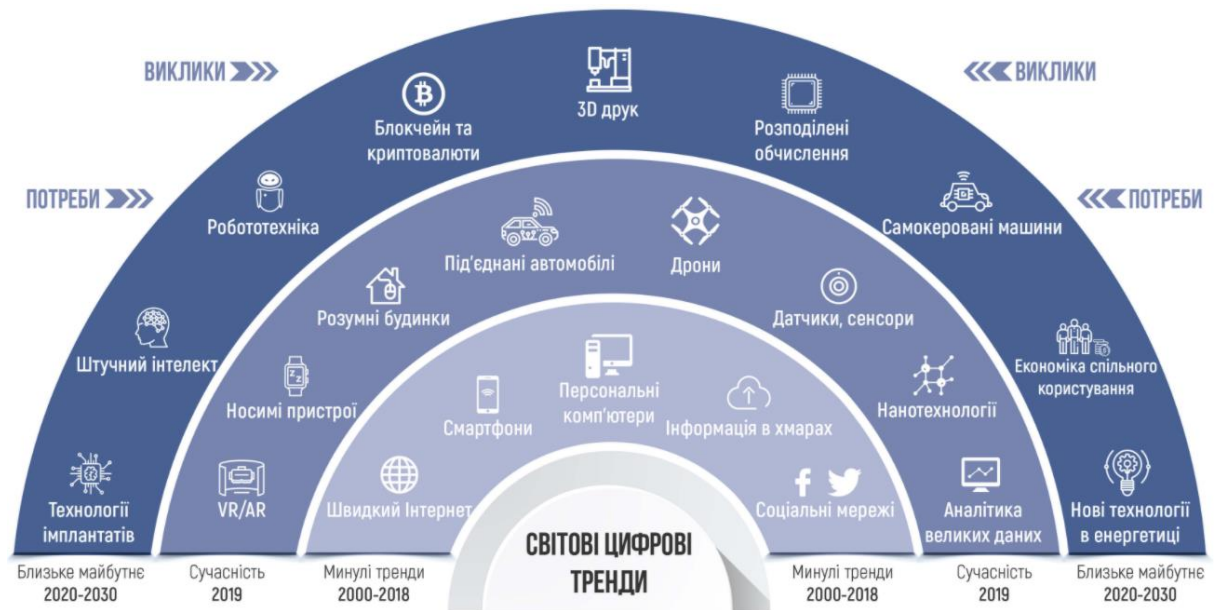 ВИКЛИКИ
ВИКЛИКИ
ПОТРЕБИ
ПОТРЕБИ
3D друк
Блокчейн та
криптовалюти
Розподілені
обчислення
Робототехніка
Самокеровані машини
Штучний інтелект
Економіка спільного
користування
Технології
імплантатів
Нові технології
в енергетиці
Під'єднані автомобілі
Дрони
Розумні будинки
Датчики, сенсори
Носимі пристрої
Нанотехнології
VR/AR
Аналітика
великих даних
Персональні
комп'ютери
Смартфони
Інформація в хмарах
Швидкий Інтернет
Соціальні мережі
СВІТОВІ ЦИФРОВІ
ТРЕНДИ
Близьке майбутнє
2020-2030
Сучасність
2019
Минулі тренди
2000-2018
Минулі тренди
2000-2018
Сучасність
2019
Близьке майбутнє
2020-2030